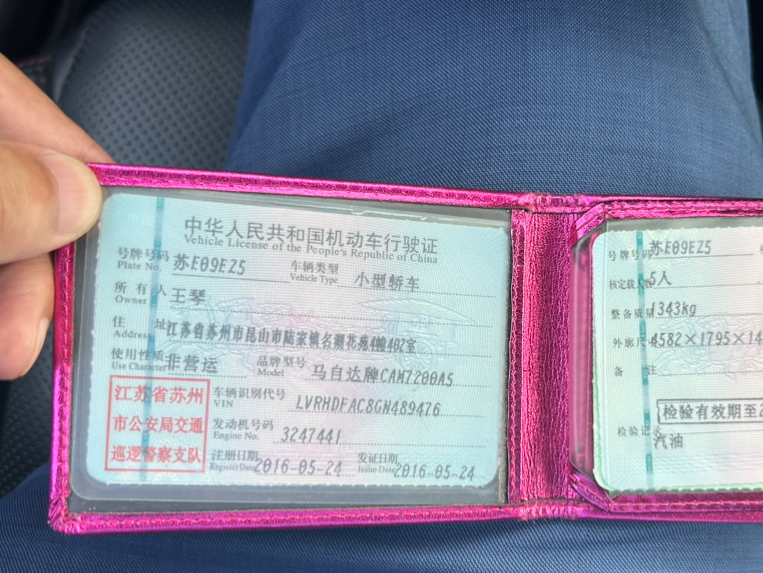 中华人民共和国机动车行驶证
Vehicle License of the People's Republic of China
号牌号码 苏E09EZ5 车辆类型 小型轿车
Plate No. Vehicle Type
所有人 王琴
Owner
住址 江苏省苏州市昆山市陆家镇名湖花苑4幢402室
Address
使用性质 非营运 品牌型号 马自达牌CAM7200A5
Use Character Model
江苏省苏州
市公安局交通
巡逻警察支队
车辆识别代号 LVRHDFAC8GN489476
VIN
发动机号码 3247441
Engine No.
注册日期 2016-05-24 发证日期 2016-05-24
Register Date Issue Date
号牌号码 苏E09EZ5
核定载人数 5人
整备质量 1343kg
外廓尺寸 4582×1795×14
备注
检验有效期至2
检验记录
汽油